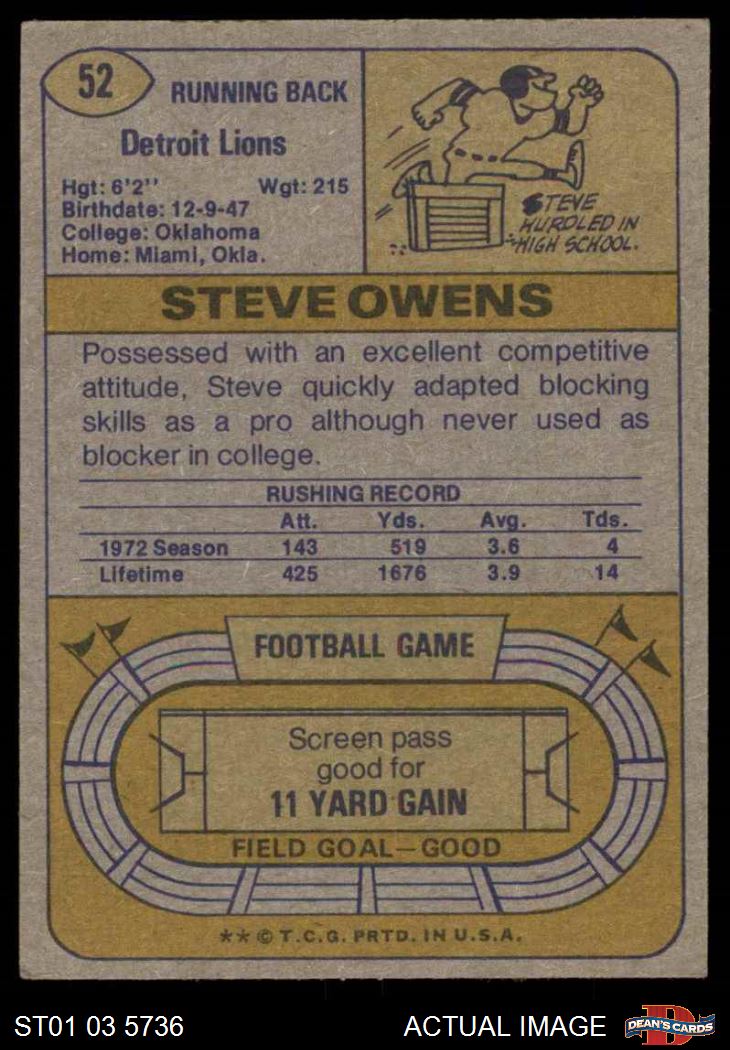 52
RUNNING BACK
Detroit Lions
Hgt: 6'2'' Wgt: 215
Birthdate: 12-9-47
College: Oklahoma
Home: Miami, Okla.
STEVE
HURDLED IN
HIGH SCHOOL.
STEVE OWENS
Possessed with an excellent competitive
attitude, Steve quickly adapted blocking
skills as a pro although never used as
blocker in college.
RUSHING RECORD
Att. Yds. Avg. Tds.
1972 Season 143 519 3.6 4
Lifetime 425 1676 3.9 14
FOOTBALL GAME
Screen pass
good for
11 YARD GAIN
FIELD GOAL—GOOD
** © T.C.G. PRTD. IN U.S.A.
ST01 03 5736 ACTUAL IMAGE
D
DEAN'S CARDS